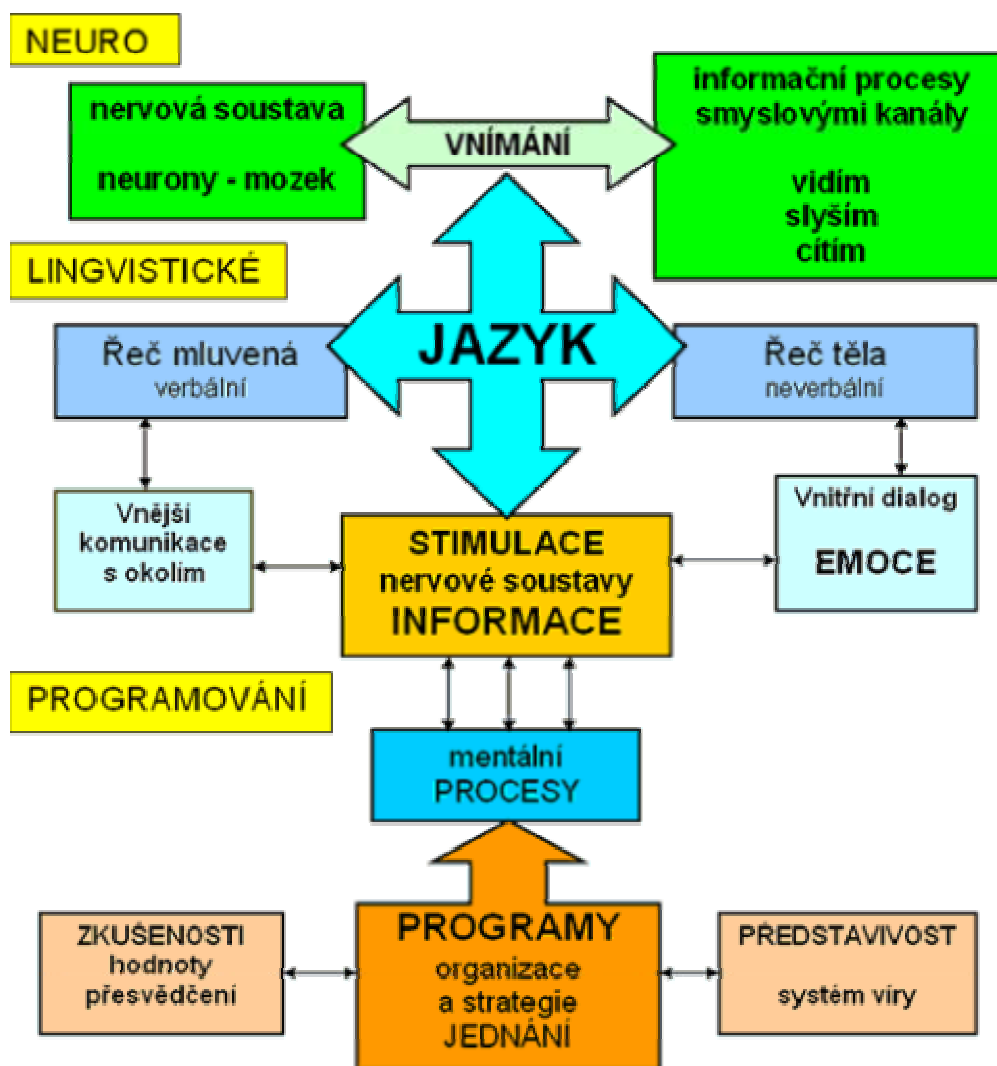 NEURO
nervová soustava
neurony - mozek
VNÍMÁNÍ
informační procesy
smyslovými kanály
vidím
slyším
cítím
LINGVISTICKÉ
Řeč mluvená
verbální
JAZYK
Řeč těla
neverbální
Vnější
komunikace
s okolím
STIMULACE
nervové soustavy
INFORMACE
Vnitřní dialog
EMOCE
PROGRAMOVÁNÍ
mentální
PROCESY
ZKUŠENOSTI
hodnoty
přesvědčení
PROGRAMY
organizace
a strategie
JEDNÁNÍ
PŘEDSTAVIVOST
systém víry